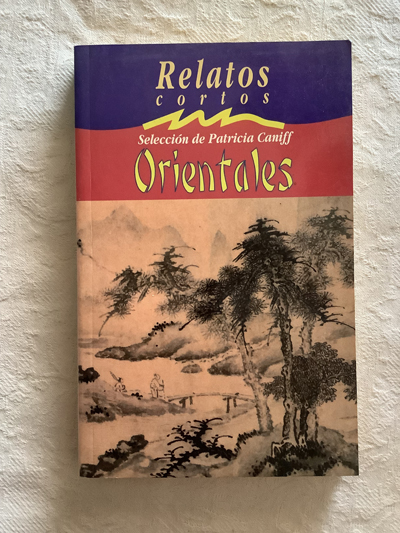 Relatos
cortos
Selección de Patricia Caniff
Orientales